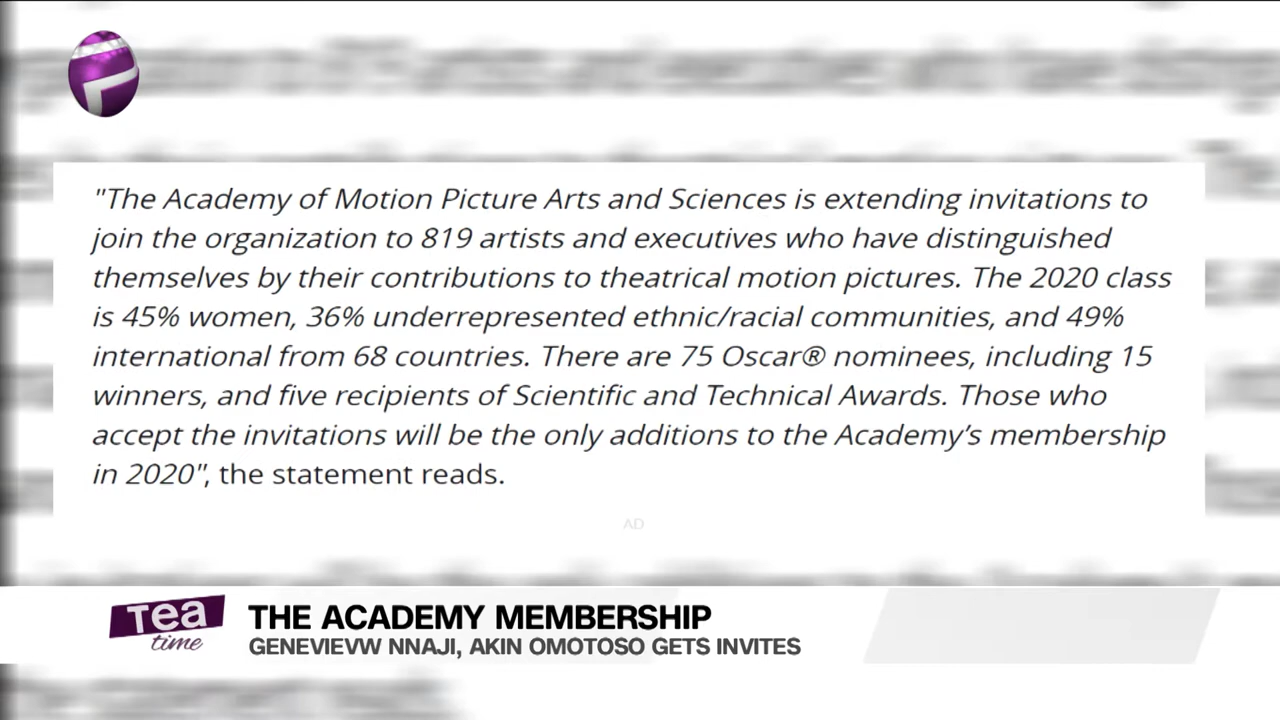 "The Academy of Motion Picture Arts and Sciences is extending invitations to
join the organization to 819 artists and executives who have distinguished
themselves by their contributions to theatrical motion pictures. The 2020 class
is 45% women, 36% underrepresented ethnic/racial communities, and 49%
international from 68 countries. There are 75 Oscar® nominees, including 15
winners, and five recipients of Scientific and Technical Awards. Those who
accept the invitations will be the only additions to the Academy's membership
in 2020", the statement reads.
AD
Tea
time
THE ACADEMY MEMBERSHIP
GENEVIEVW NNAJI, AKIN OMOTOSO GETS INVITES